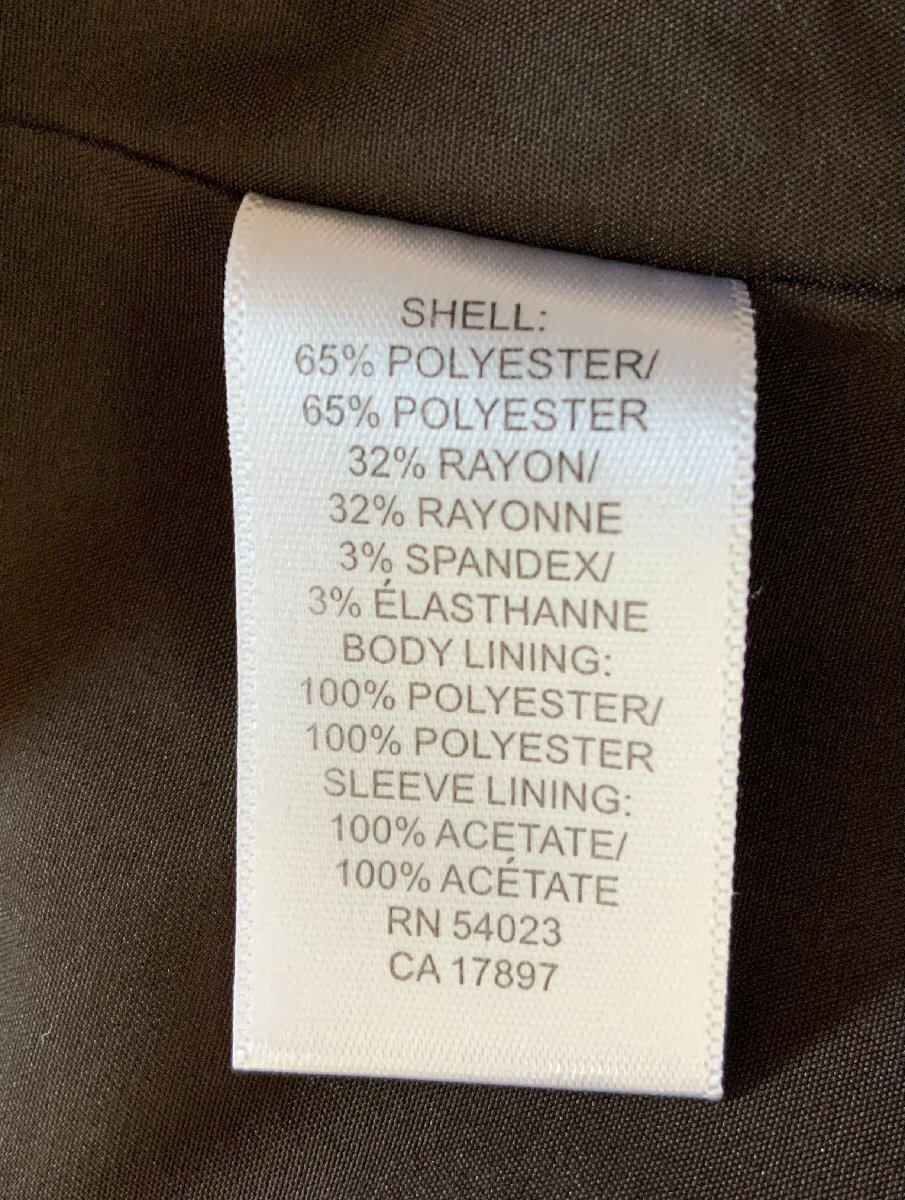 SHELL:
65% POLYESTER/
65% POLYESTER
32% RAYON/
32% RAYONNE
3% SPANDEX/
3% ÉLASTHANNE
BODY LINING:
100% POLYESTER/
100% POLYESTER
SLEEVE LINING:
100% ACETATE/
100% ACÉTATE
RN 54023
CA 17897